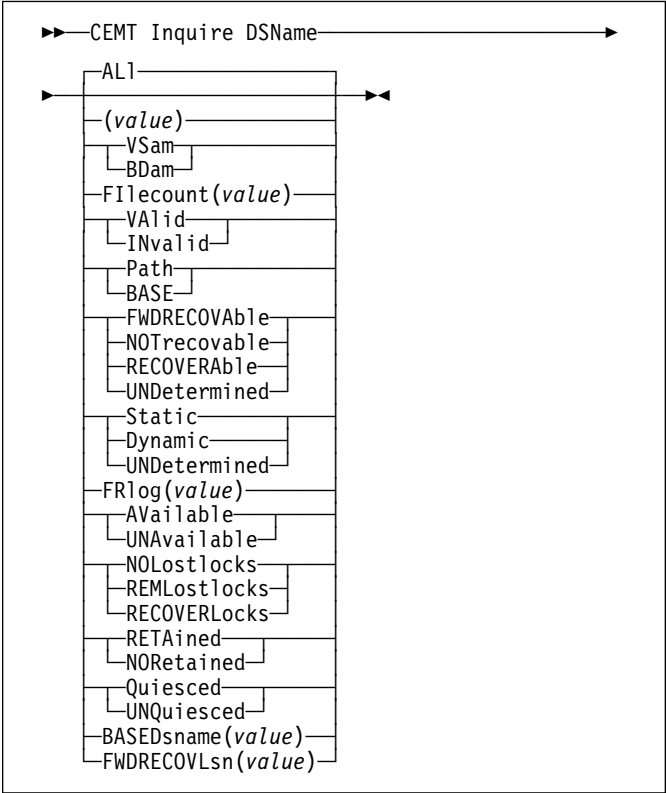 CEMT Inquire DSName
ALl
(value)
VSam
BDam
FIlecount(value)
VAlid
INvalid
Path
BASE
FWDRECOVAble
NOTrecovable
RECOVERAble
UNDetermined
Static
Dynamic
UNDetermined
FRlog(value)
AVailable
UNAvailable
NOLostlocks
REMLostlocks
RECOVERLocks
RETAined
NORetained
Quiesced
UNQuiesced
BASEDsname(value)
FWDRECOVLsn(value)